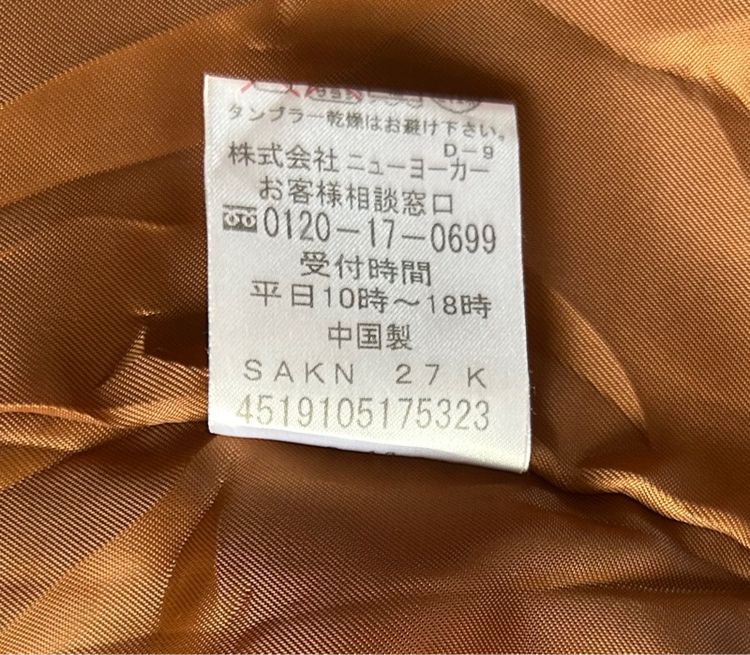 タンブラー乾燥はお避け下さい。
D-9
株式会社 ニューヨーカー
お客様相談窓口
0120-17-0699
受付時間
平日10時～18時
中国製
SAKN 27 K
4519105175323